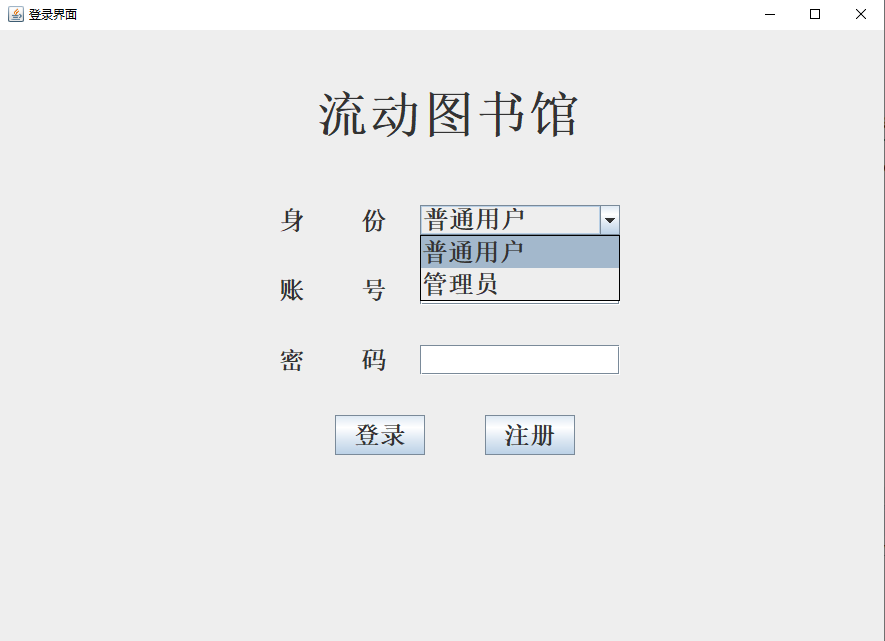 登录界面
流动图书馆
身 份 普通用户
普通用户
管理员
账 号
密 码
登录 注册